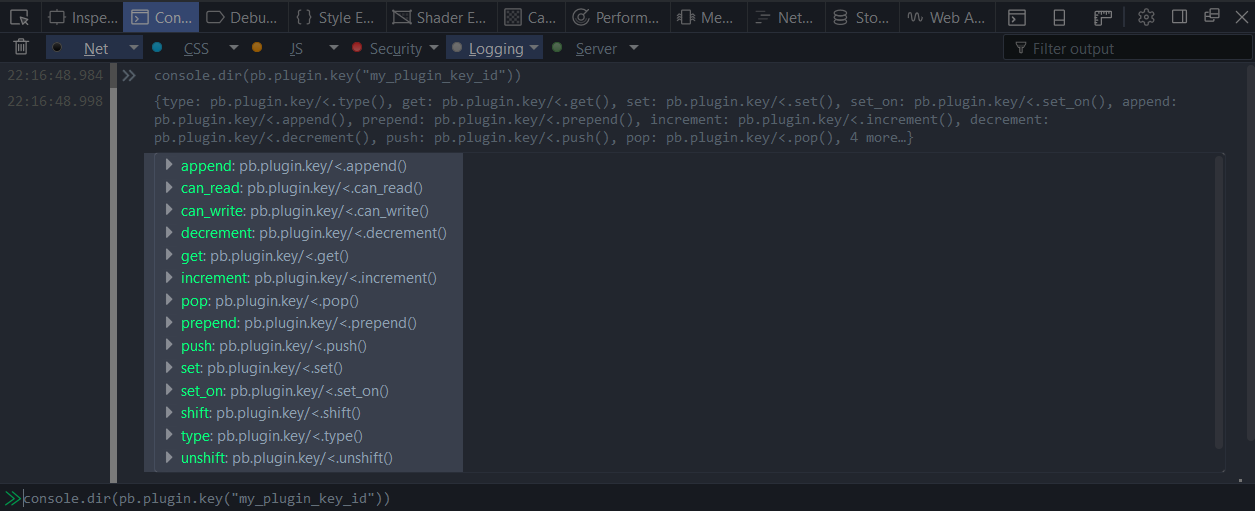 Inspe... Con... Debu... Style E... Shader E... Ca... Perform... Me... Net... Sto... Web A...
Net CSS JS Security Logging Server Filter output
22:16:48.984 console.dir(pb.plugin.key("my_plugin_key_id"))
22:16:48.998 {type: pb.plugin.key/<.type(), get: pb.plugin.key/<.get(), set: pb.plugin.key/<.set(), set_on: pb.plugin.key/<.set_on(), append:
pb.plugin.key/<.append(), prepend: pb.plugin.key/<.prepend(), increment: pb.plugin.key/<.increment(), decrement:
pb.plugin.key/<.decrement(), push: pb.plugin.key/<.push(), pop: pb.plugin.key/<.pop(), 4 more…}
append: pb.plugin.key/<.append()
can_read: pb.plugin.key/<.can_read()
can_write: pb.plugin.key/<.can_write()
decrement: pb.plugin.key/<.decrement()
get: pb.plugin.key/<.get()
increment: pb.plugin.key/<.increment()
pop: pb.plugin.key/<.pop()
prepend: pb.plugin.key/<.prepend()
push: pb.plugin.key/<.push()
set: pb.plugin.key/<.set()
set_on: pb.plugin.key/<.set_on()
shift: pb.plugin.key/<.shift()
type: pb.plugin.key/<.type()
unshift: pb.plugin.key/<.unshift()
console.dir(pb.plugin.key("my_plugin_key_id"))